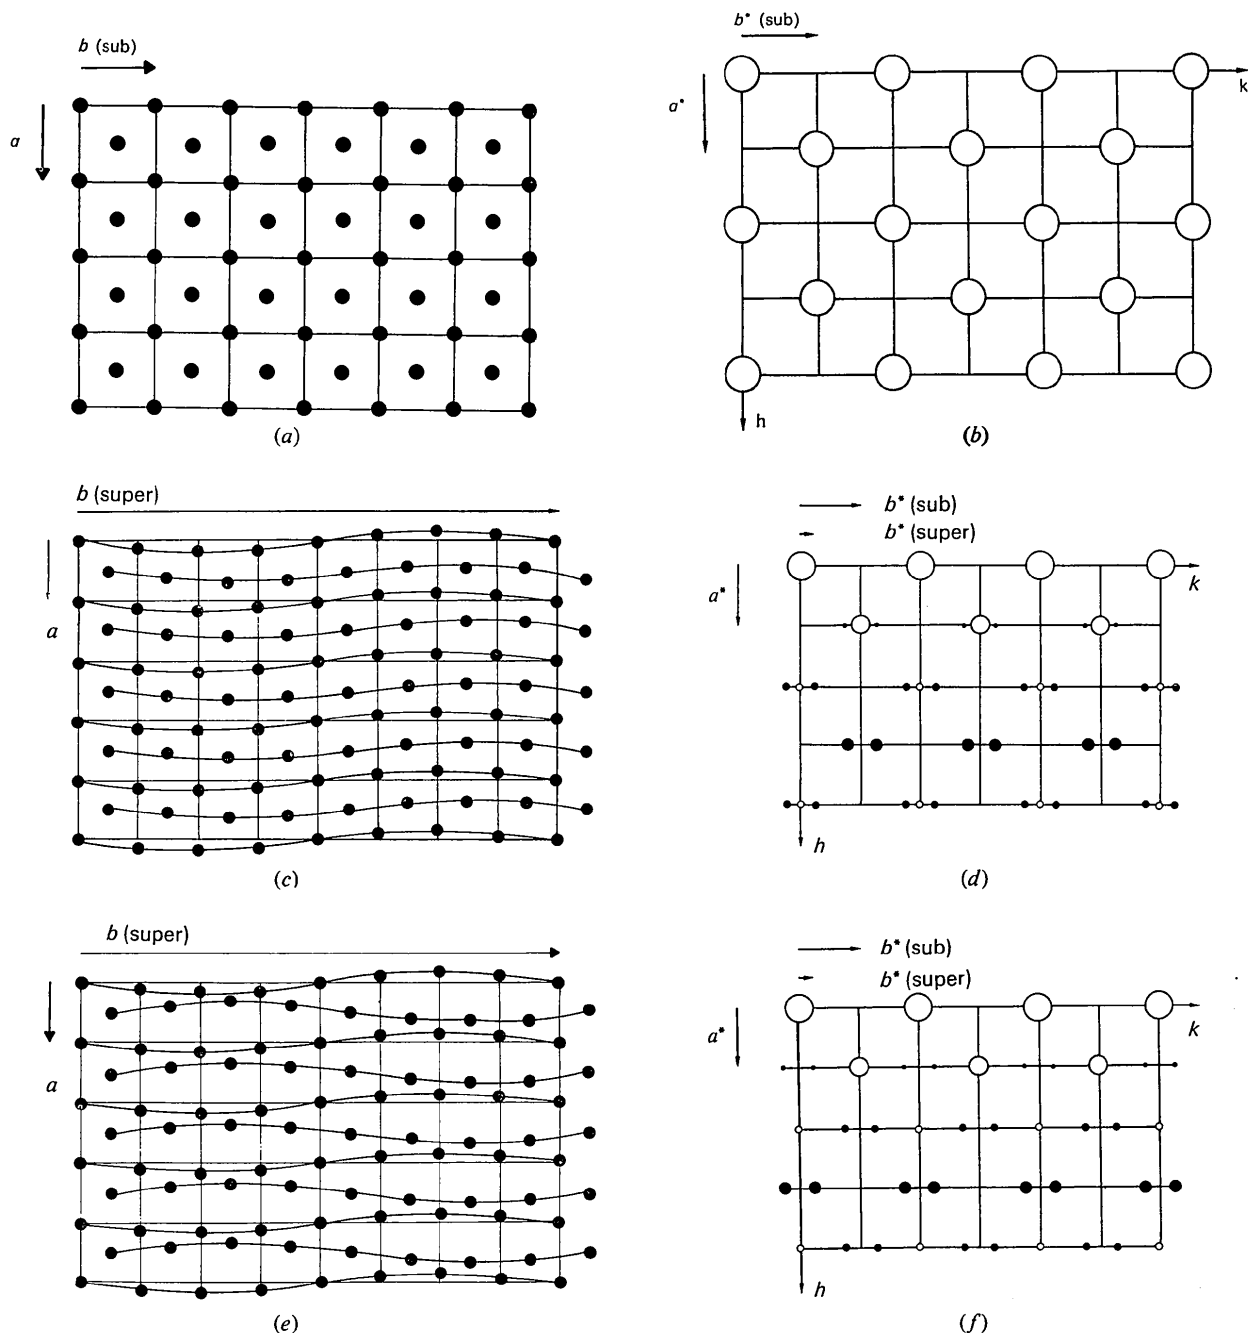 b (sub)
a
(a)
b* (sub)
a*
k
h
(b)
b (super)
a
(c)
b* (sub)
b* (super)
a*
k
h
(d)
b (super)
a
(e)
b* (sub)
b* (super)
a*
k
h
(f)